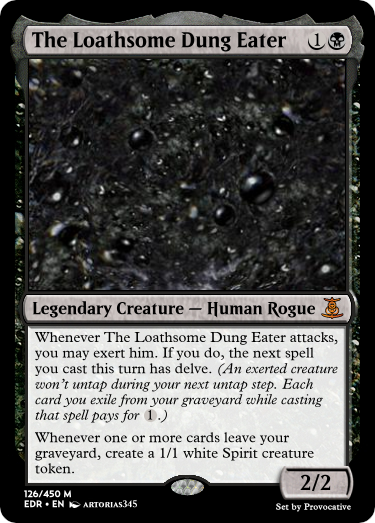 The Loathsome Dung Eater 1
Legendary Creature — Human Rogue
Whenever The Loathsome Dung Eater attacks,
you may exert him. If you do, the next spell
you cast this turn has delve. (An exerted creature
won't untap during your next untap step. Each
card you exile from your graveyard while casting
that spell pays for 1.)
Whenever one or more cards leave your
graveyard, create a 1/1 white Spirit creature
token.
2/2
126/450 M
EDR • EN ARTORIAS345
Set by Provocative